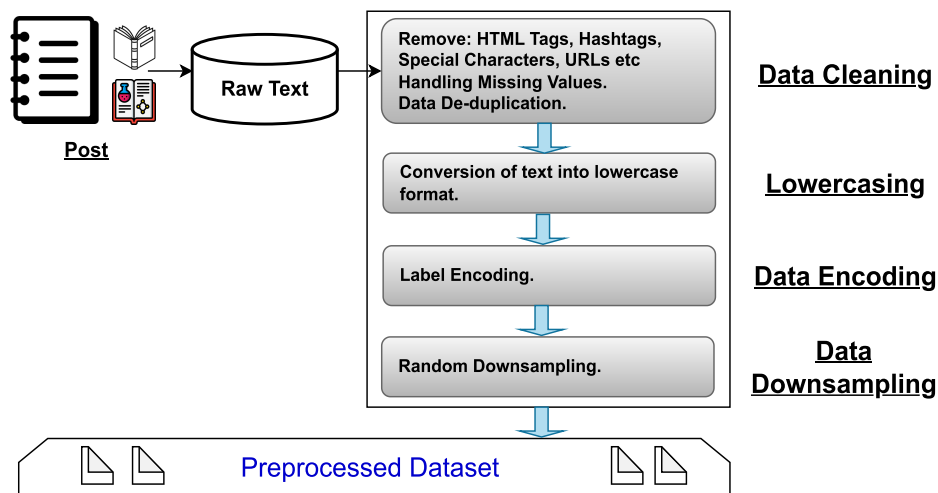 Post
Raw Text
Remove: HTML Tags, Hashtags,
Special Characters, URLs etc
Handling Missing Values.
Data De-duplication.
Data Cleaning
Conversion of text into lowercase
format.
Lowercasing
Label Encoding.
Data Encoding
Random Downsampling.
Data
Downsampling
Preprocessed Dataset